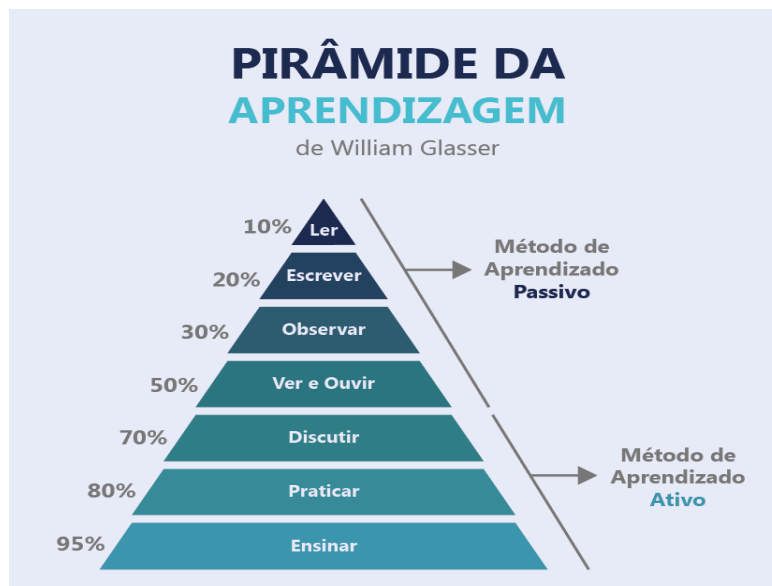 PIRÂMIDE DA
APRENDIZAGEM
de William Glasser
10%
Ler
20%
Escrever
30%
Observar
50%
Ver e Ouvir
70%
Discutir
80%
Praticar
95%
Ensinar
Método de
Aprendizado
Passivo
Método de
Aprendizado
Ativo